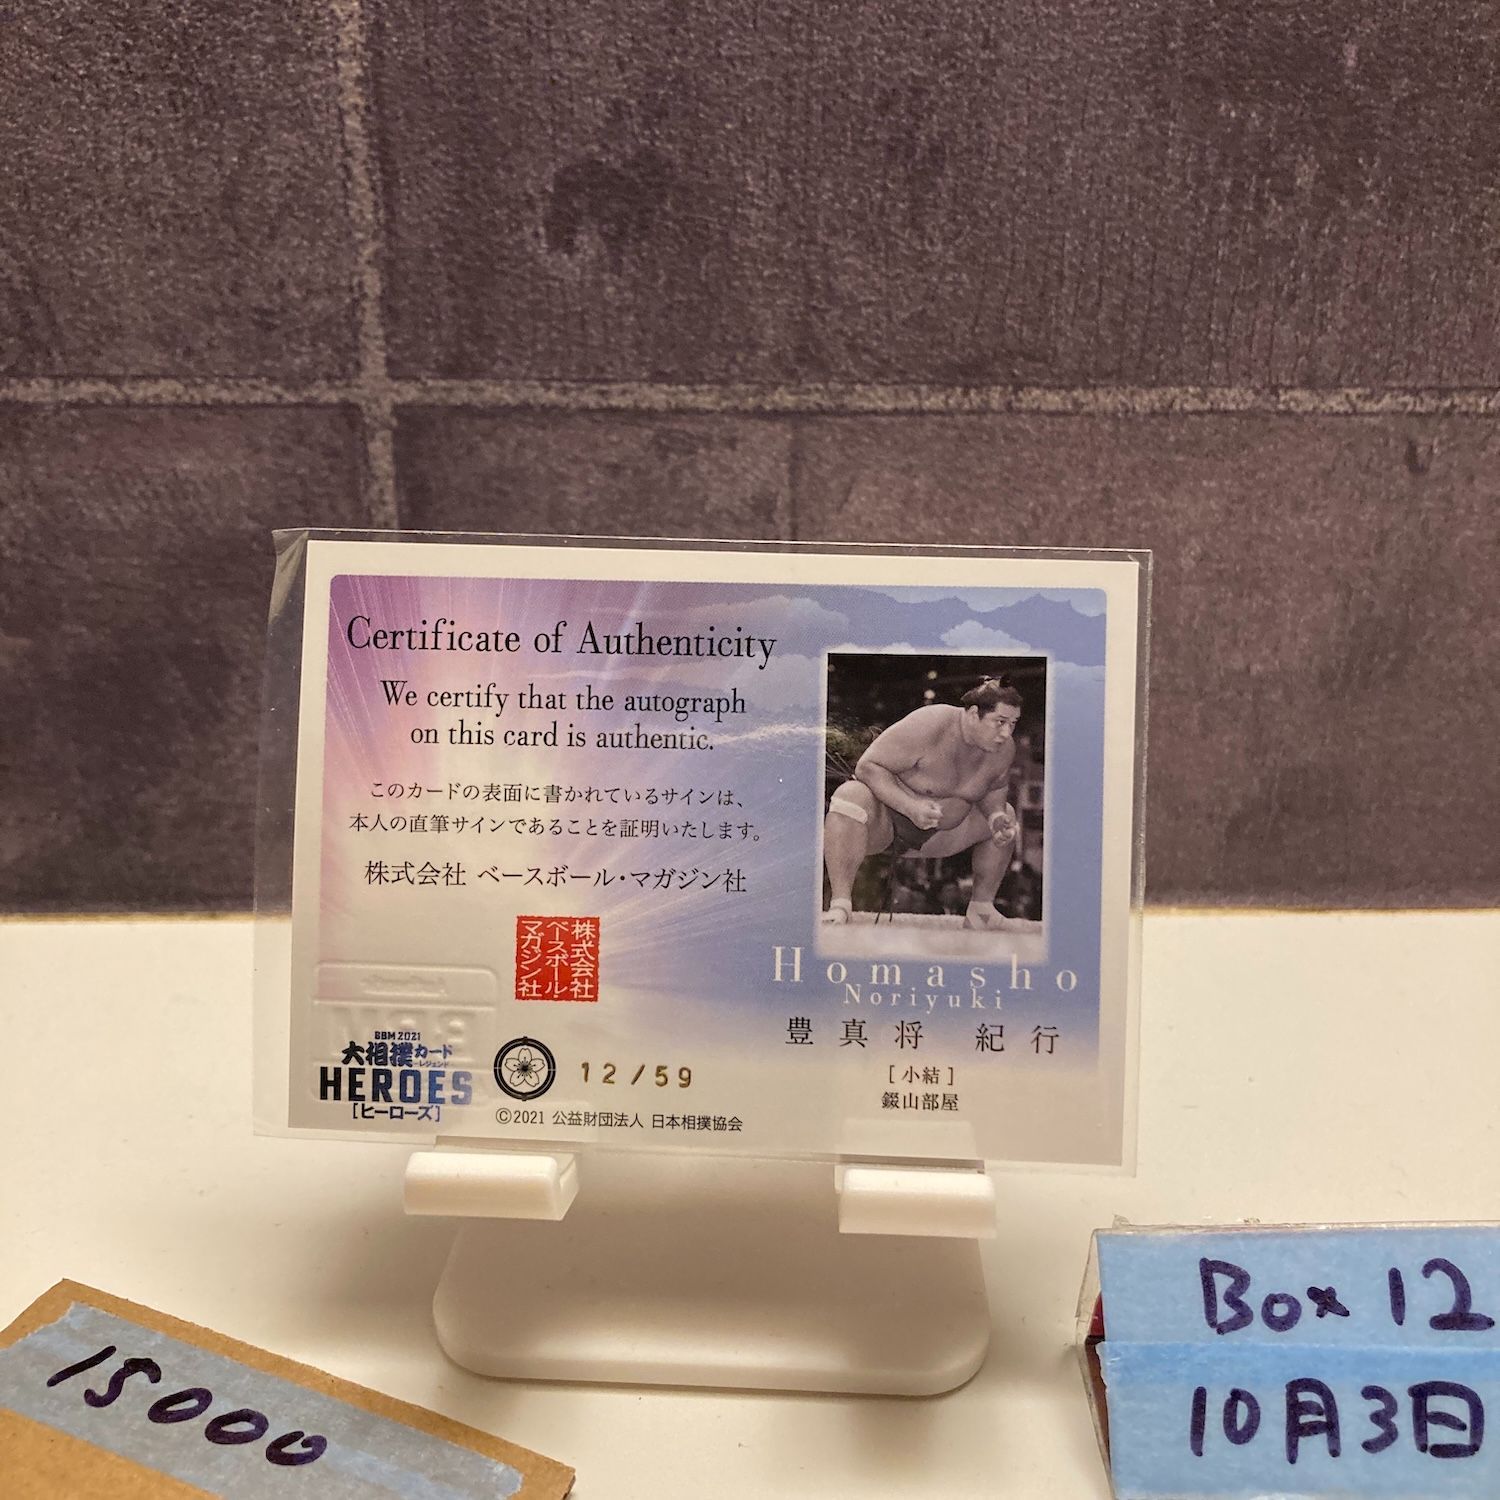 Certificate of Authenticity
We certify that the autograph
on this card is authentic.
このカードの表面に書かれているサインは、
本人の直筆サインであることを証明いたします。
株式会社 ベースボール・マガジン社
株式会社
ベースボール・
マガジン社
Homasho
Noriyuki
豊真将 紀行
[小結]
錣山部屋
BBM 2021
大相撲カード
レジェンド
HEROES
[ヒーローズ]
12/59
©2021 公益財団法人 日本相撲協会
15000
Box 12
10月3日